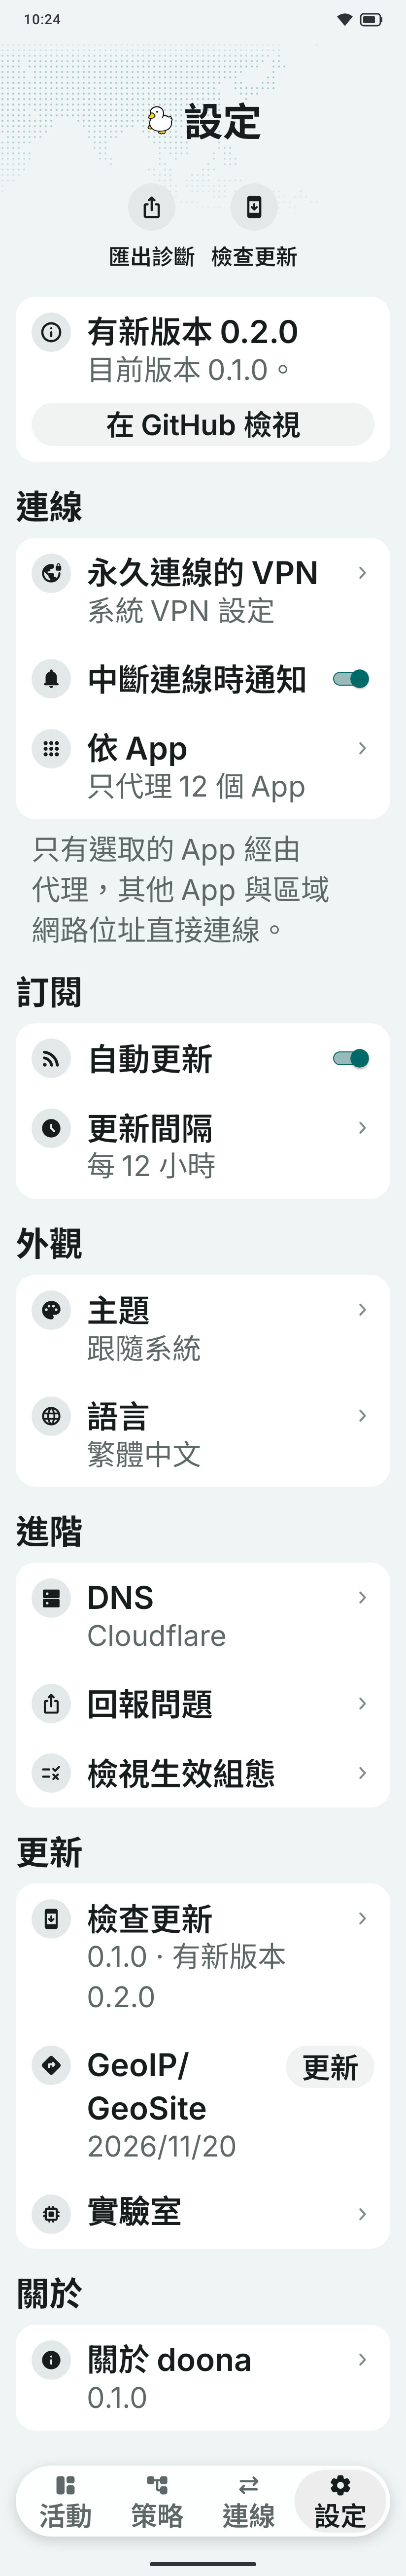 10:24
設定
匯出診斷 檢查更新
有新版本 0.2.0
目前版本 0.1.0。
在 GitHub 檢視
連線
永久連線的 VPN
系統 VPN 設定
中斷連線時通知
依 App
只代理 12 個 App
只有選取的 App 經由
代理，其他 App 與區域
網路位址直接連線。
訂閱
自動更新
更新間隔
每 12 小時
外觀
主題
跟隨系統
語言
繁體中文
進階
DNS
Cloudflare
回報問題
檢視生效組態
更新
檢查更新
0.1.0 · 有新版本
0.2.0
GeoIP/
GeoSite
2026/11/20
更新
實驗室
關於
關於 doona
0.1.0
活動 策略 連線 設定